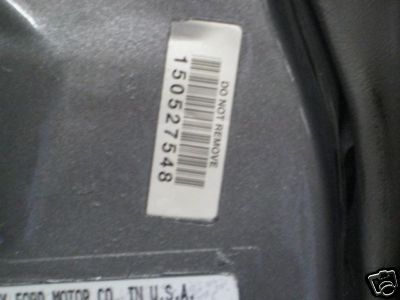 DO NOT REMOVE
150527548
FORD MOTOR CO. IN U.S.A.